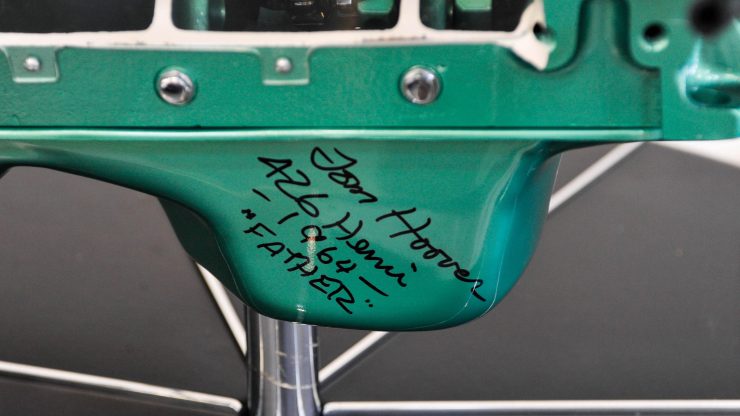 Tom Hoover
426 Hemi
- 1964 -
"FATHER"